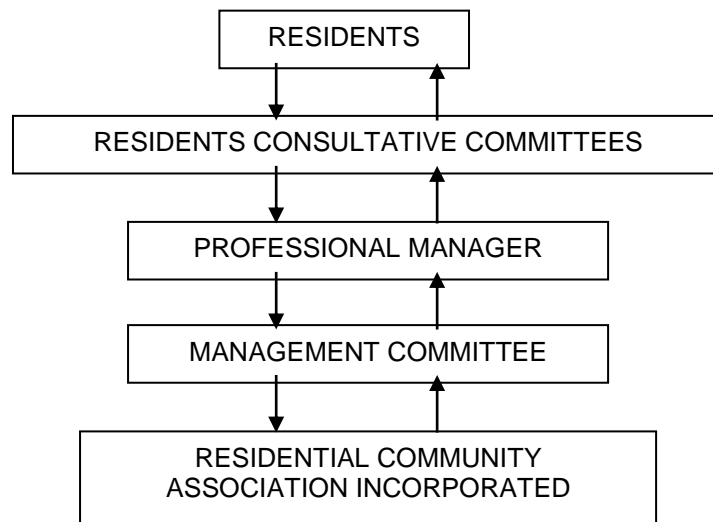 RESIDENTS
RESIDENTS CONSULTATIVE COMMITTEES
PROFESSIONAL MANAGER
MANAGEMENT COMMITTEE
RESIDENTIAL COMMUNITY
ASSOCIATION INCORPORATED